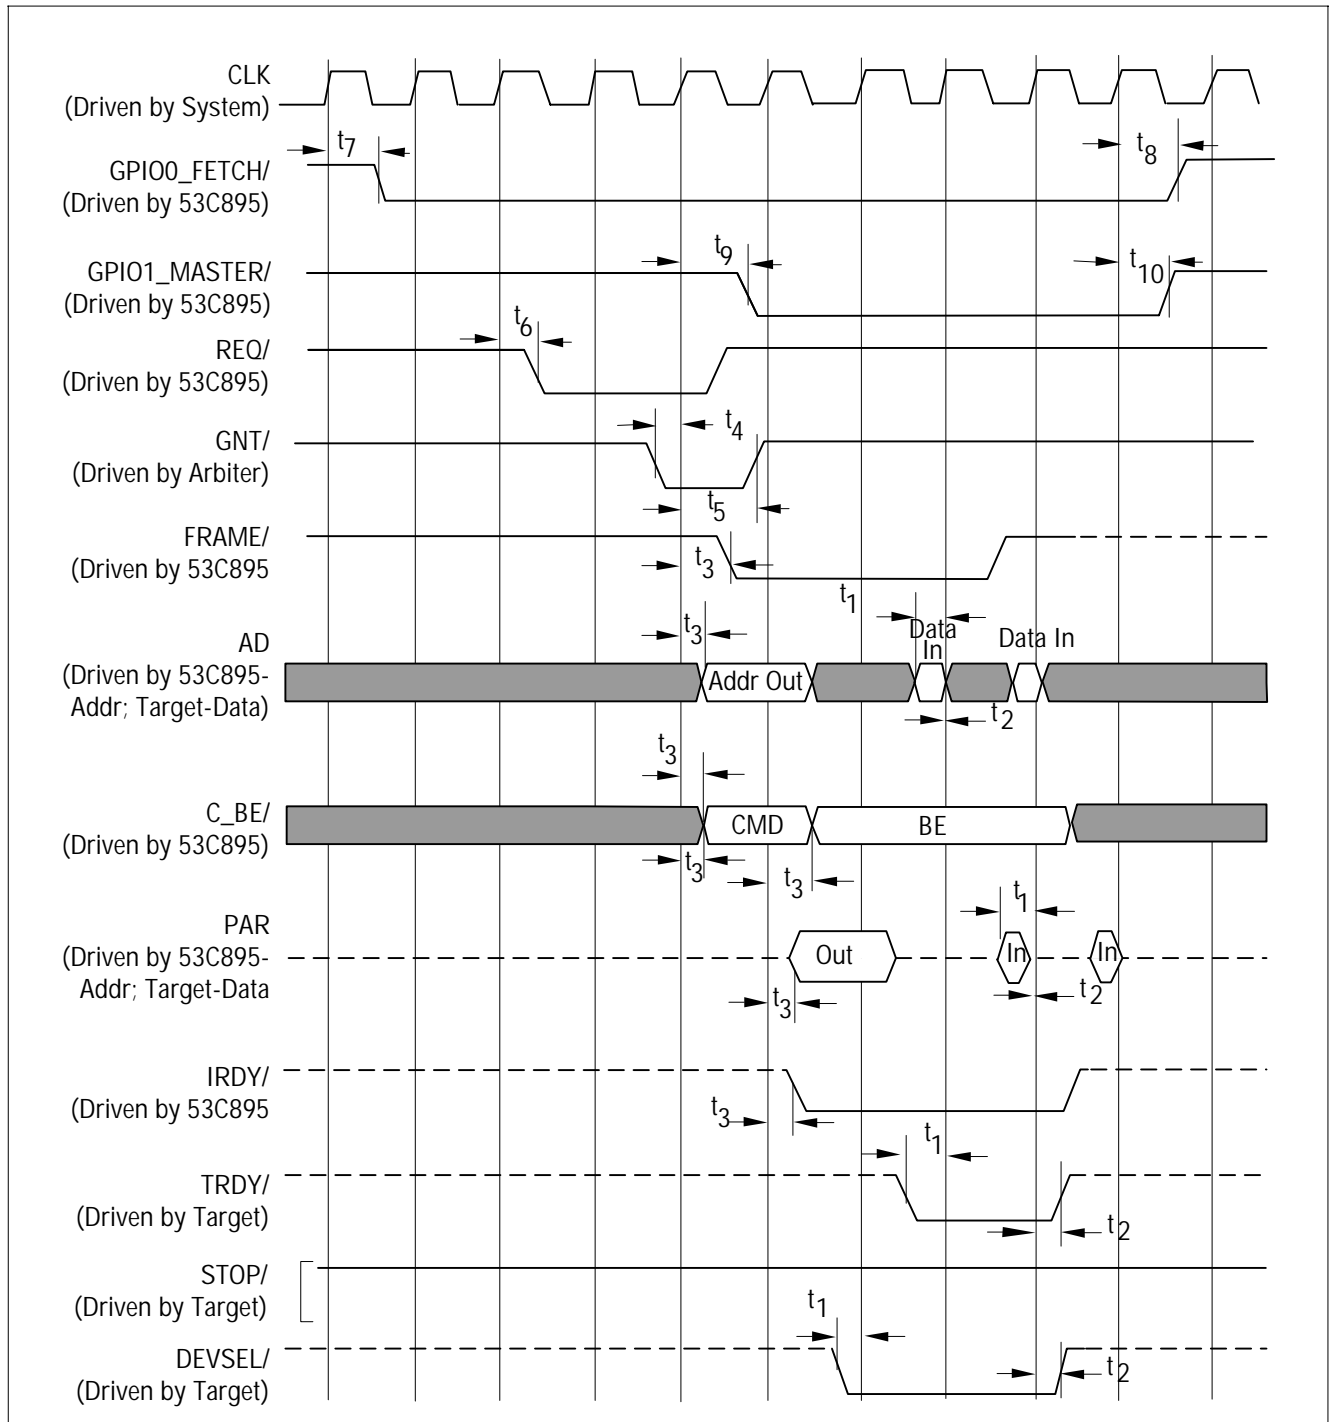 CLK
(Driven by System)
t7
t8
GPIO0_FETCH/
(Driven by 53C895)
t9
t10
GPIO1_MASTER/
(Driven by 53C895)
t6
REQ/
(Driven by 53C895)
t4
GNT/
(Driven by Arbiter)
t5
FRAME/
(Driven by 53C895
t3
t1
t3
Data
In
Data In
AD
(Driven by 53C895-
Addr; Target-Data)
Addr Out
t2
t3
C_BE/
(Driven by 53C895)
CMD
BE
t3
t3
t1
PAR
(Driven by 53C895-
Addr; Target-Data
Out
In
In
t3
t2
IRDY/
(Driven by 53C895
t3
t1
TRDY/
(Driven by Target)
t2
STOP/
(Driven by Target)
t1
DEVSEL/
(Driven by Target)
t2